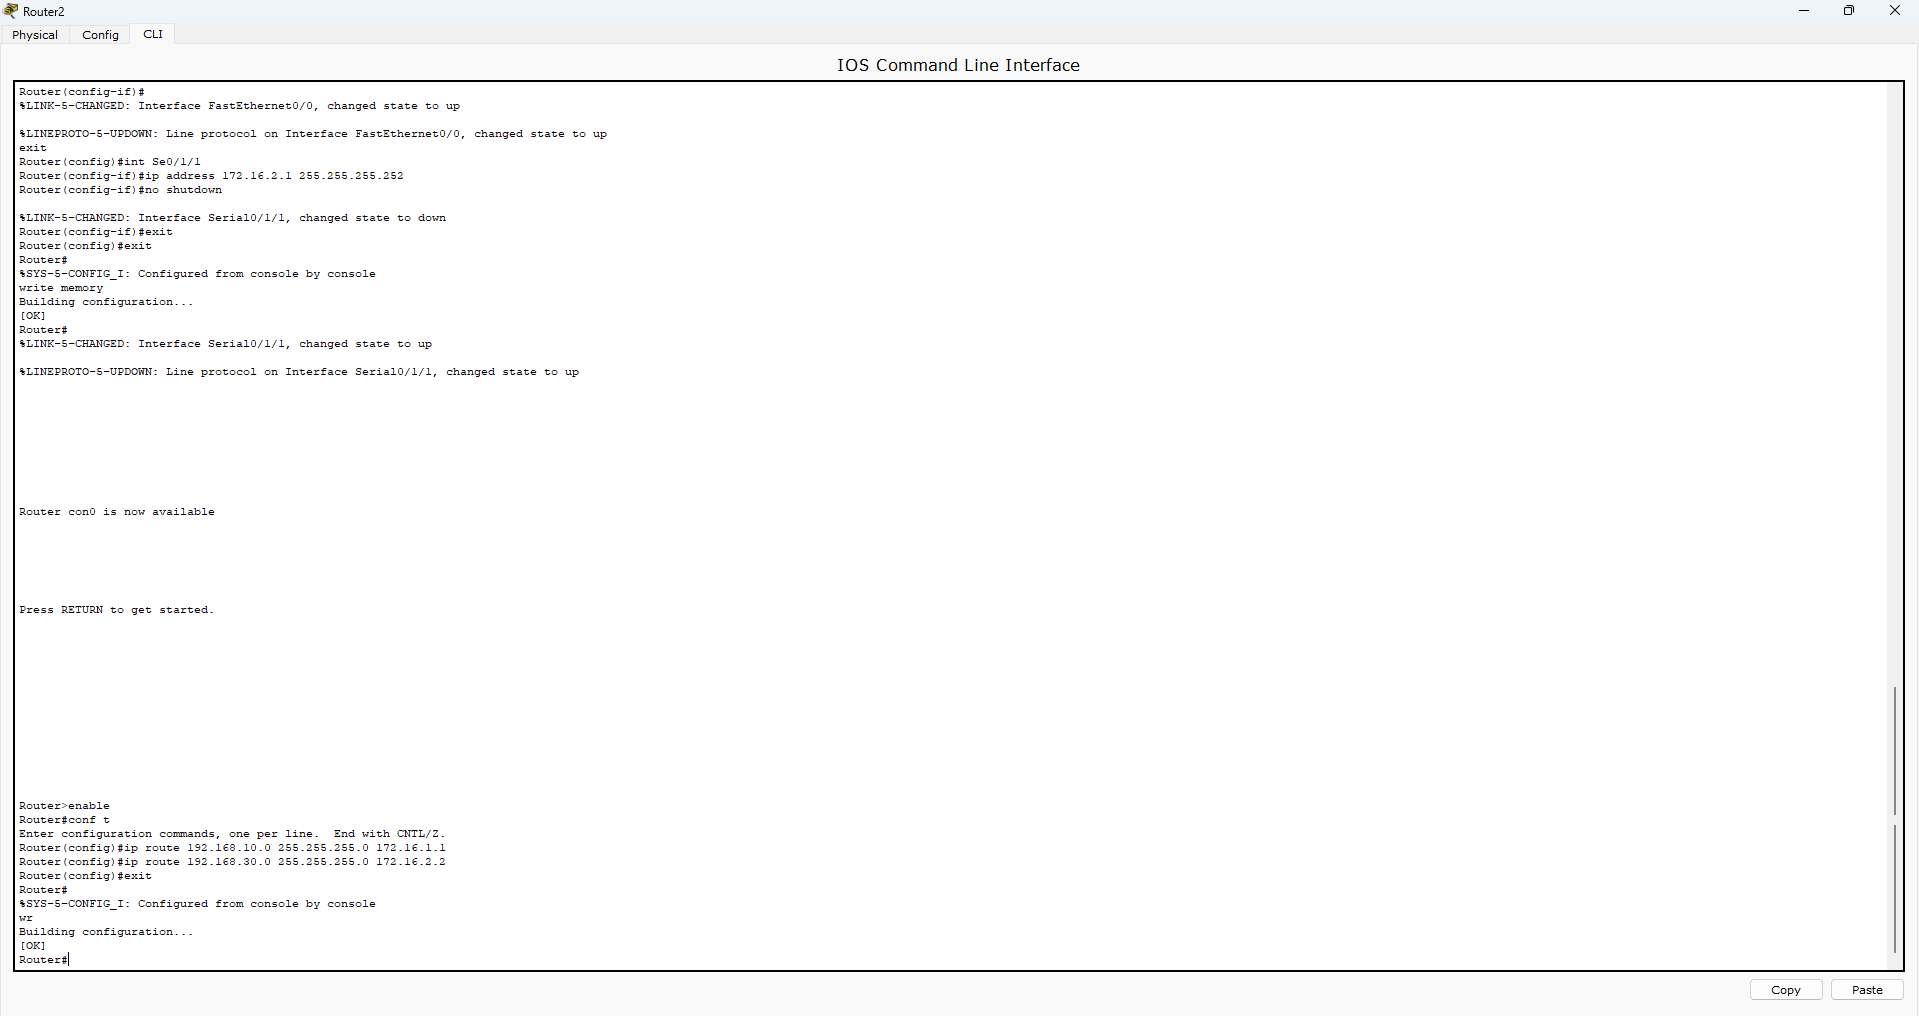 Router2
Physical Config CLI
IOS Command Line Interface
Router(config-if)#
%LINK-5-CHANGED: Interface FastEthernet0/0, changed state to up
%LINEPROTO-5-UPDOWN: Line protocol on Interface FastEthernet0/0, changed state to up
exit
Router(config)#int Se0/1/1
Router(config-if)#ip address 172.16.2.1 255.255.255.252
Router(config-if)#no shutdown
%LINK-5-CHANGED: Interface Serial0/1/1, changed state to down
Router(config-if)#exit
Router(config)#exit
Router#
%SYS-5-CONFIG_I: Configured from console by console
write memory
Building configuration...
[OK]
Router#
%LINK-5-CHANGED: Interface Serial0/1/1, changed state to up
%LINEPROTO-5-UPDOWN: Line protocol on Interface Serial0/1/1, changed state to up
Router con0 is now available
Press RETURN to get started.
Router>enable
Router#conf t
Enter configuration commands, one per line.  End with CNTL/Z.
Router(config)#ip route 192.168.10.0 255.255.255.0 172.16.1.1
Router(config)#ip route 192.168.30.0 255.255.255.0 172.16.2.2
Router(config)#exit
Router#
%SYS-5-CONFIG_I: Configured from console by console
wr
Building configuration...
[OK]
Router#
Copy Paste